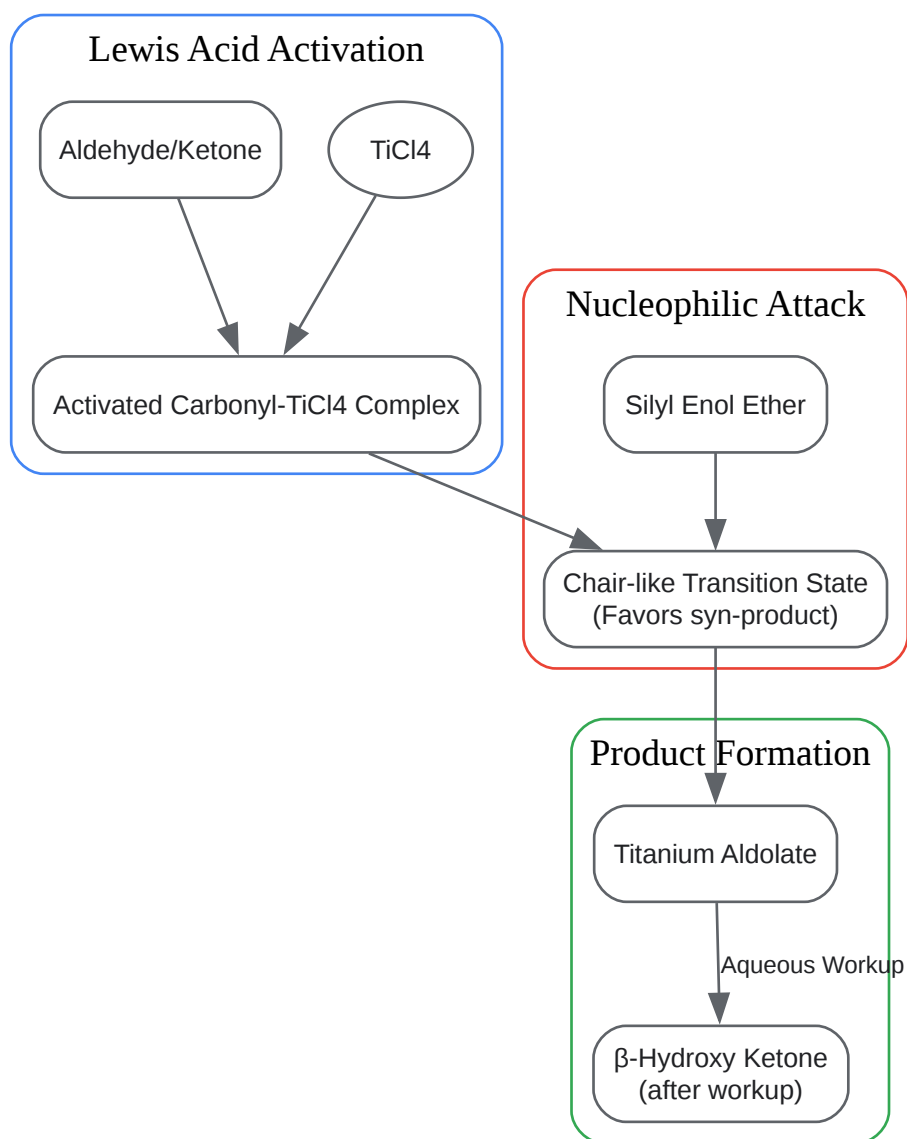 Lewis Acid Activation
Aldehyde/Ketone
TiCl4
Activated Carbonyl-TiCl4 Complex
Nucleophilic Attack
Silyl Enol Ether
Chair-like Transition State
(Favors syn-product)
Product Formation
Titanium Aldolate
Aqueous Workup
β-Hydroxy Ketone
(after workup)